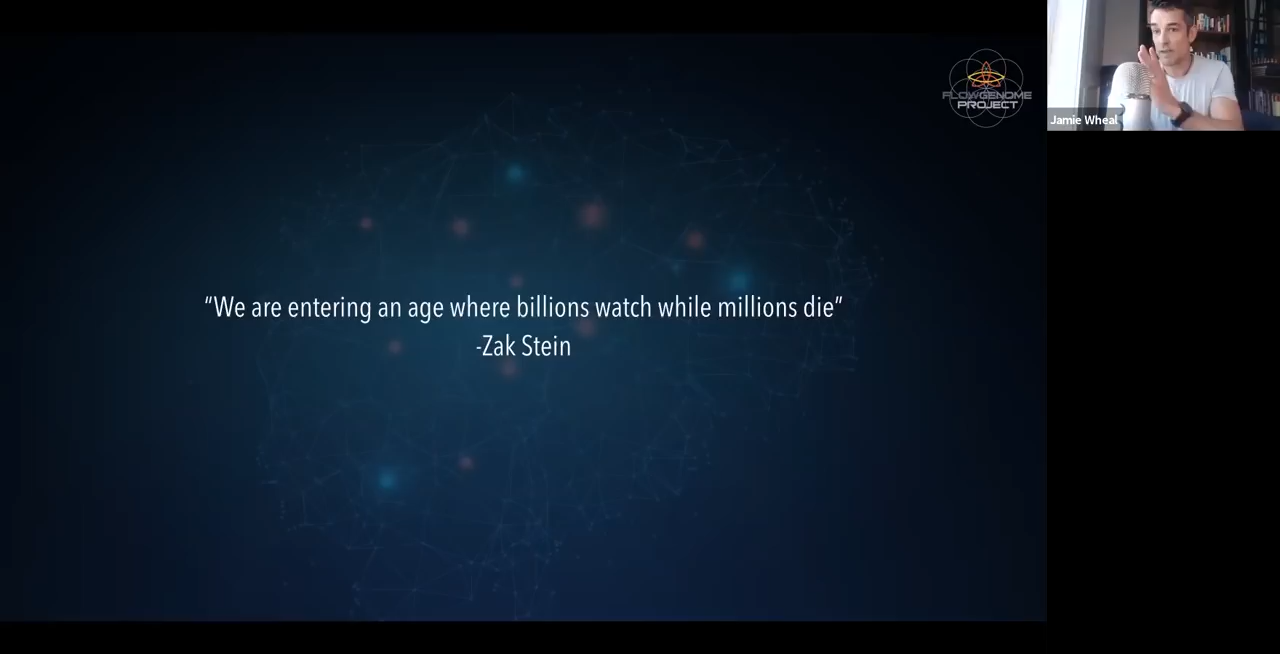 FLOWGENOME
PROJECT
Jamie Wheal
“We are entering an age where billions watch while millions die”
-Zak Stein